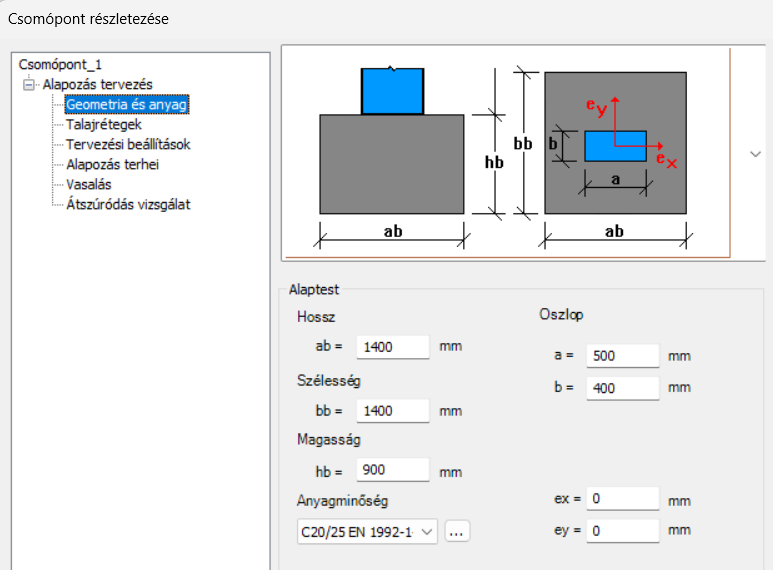 Csomópont részletezése
Csomópont_1
Alapozás tervezés
Geometria és anyag
Talajrétegek
Tervezési beállítások
Alapozás terhei
Vasalás
Átszúródás vizsgálat
hb
ab
bb
b
a
ey
ex
ab
Alaptest
Hossz
ab = 1400 mm
Szélesség
bb = 1400 mm
Magasság
hb = 900 mm
Anyagminőség
C20/25 EN 1992-1-
...
Oszlop
a = 500 mm
b = 400 mm
ex = 0 mm
ey = 0 mm